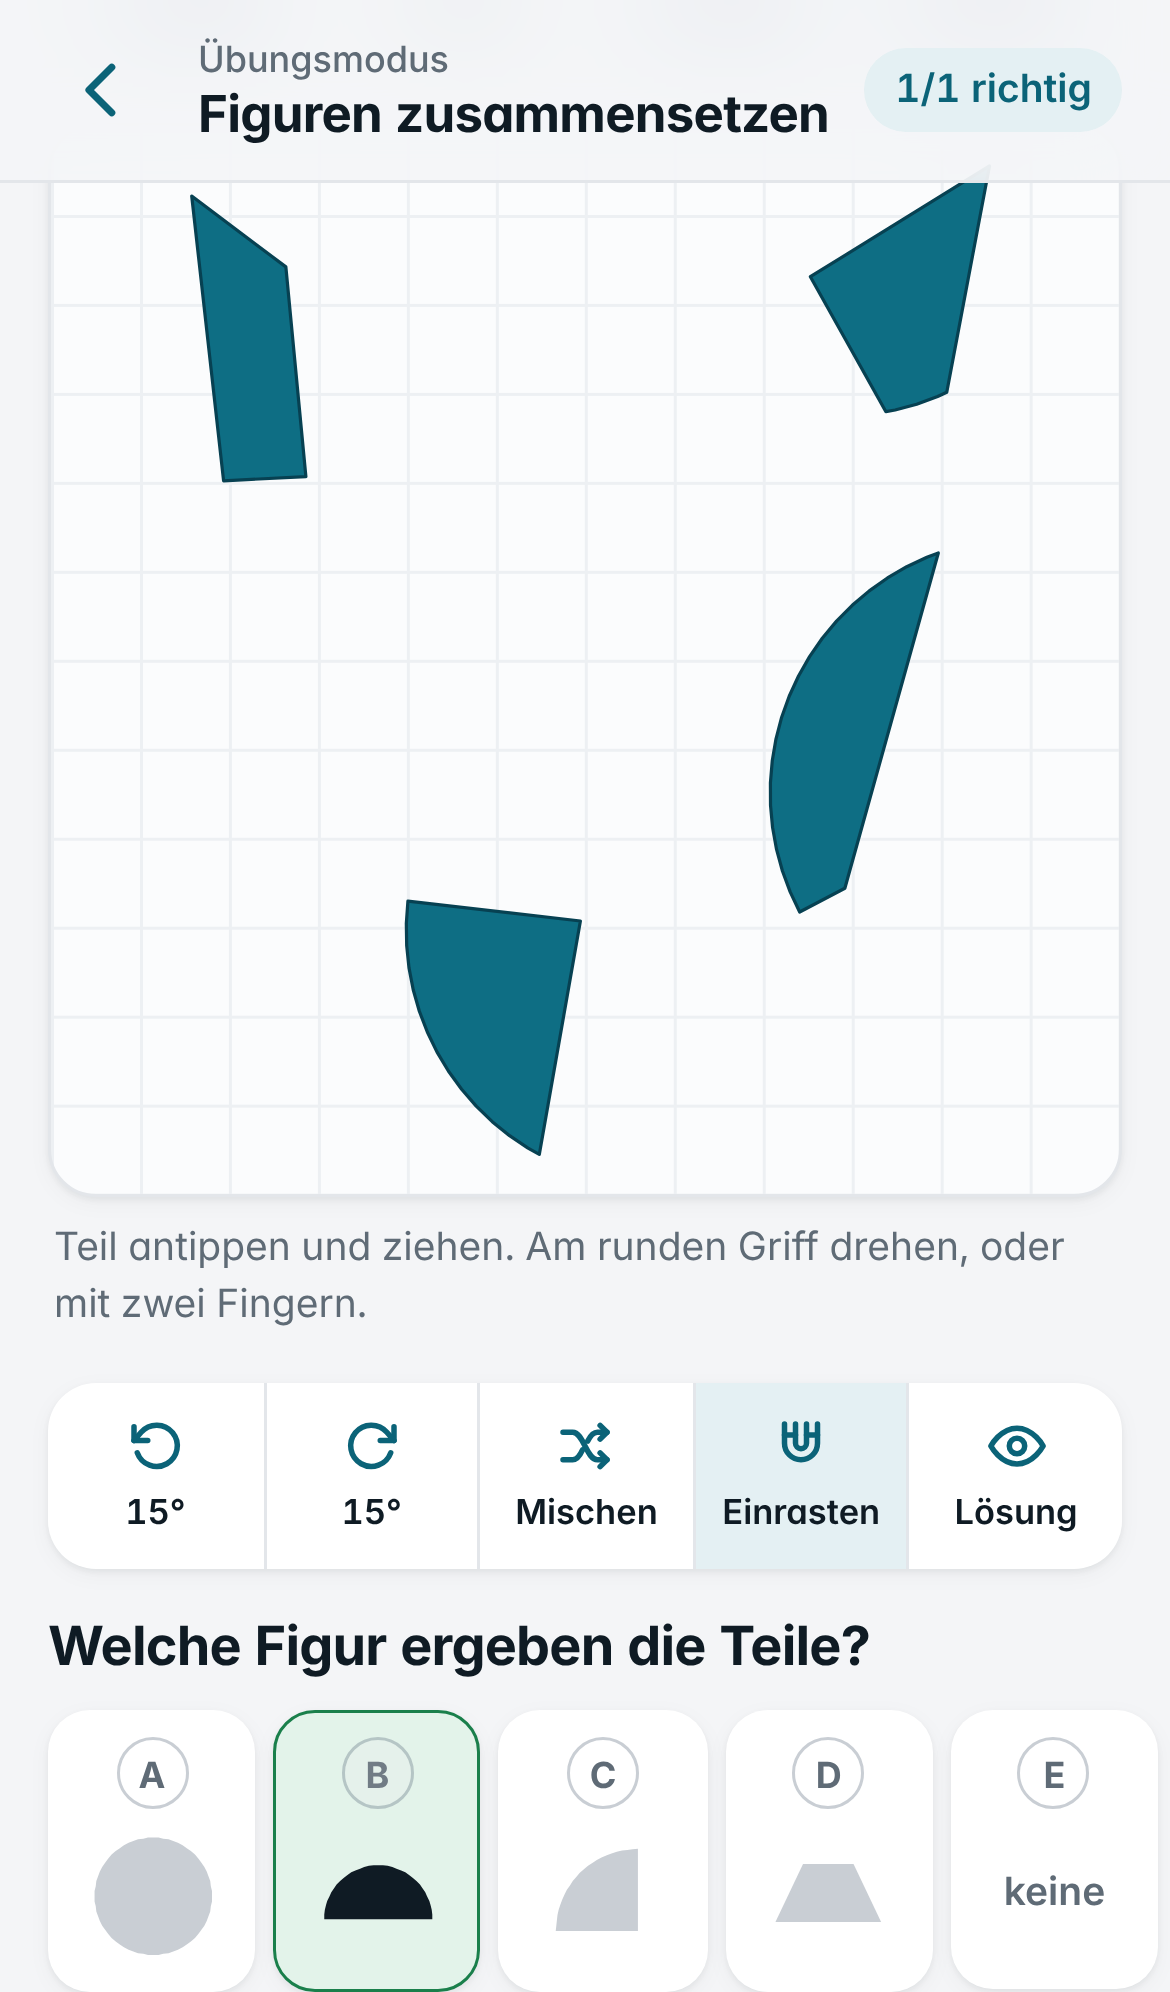 Übungsmodus
Figuren zusammensetzen
1/1 richtig
Teil antippen und ziehen. Am runden Griff drehen, oder
mit zwei Fingern.
15°
15°
Mischen
Einrasten
Lösung
Welche Figur ergeben die Teile?
A
B
C
D
E
keine